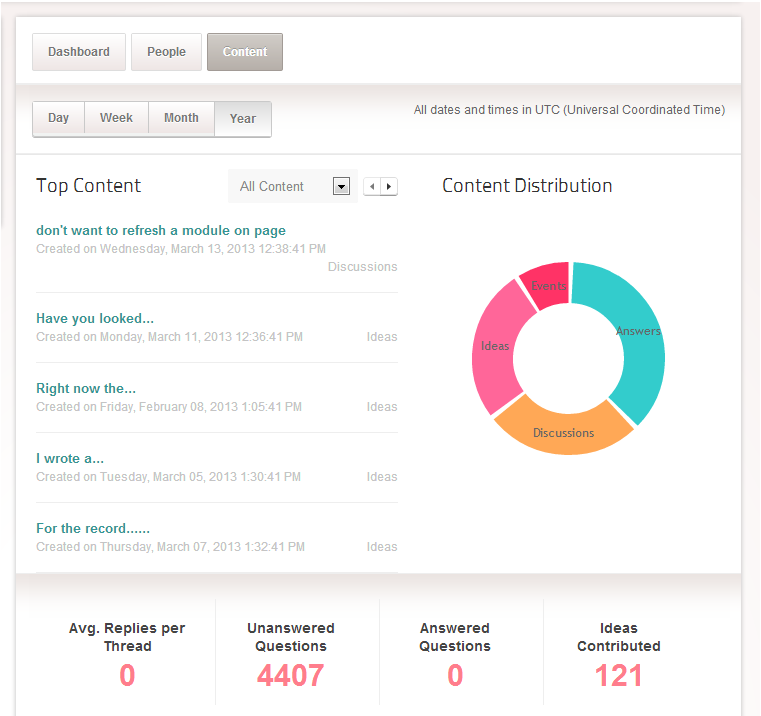 Dashboard People Content
Day Week Month Year
All dates and times in UTC (Universal Coordinated Time)
Top Content
All Content
don't want to refresh a module on page
Created on Wednesday, March 13, 2013 12:38:41 PM
Discussions
Have you looked...
Created on Monday, March 11, 2013 12:36:41 PM Ideas
Right now the...
Created on Friday, February 08, 2013 1:05:41 PM Ideas
I wrote a...
Created on Tuesday, March 05, 2013 1:30:41 PM Ideas
For the record......
Created on Thursday, March 07, 2013 1:32:41 PM Ideas
Content Distribution
Events
Answers
Ideas
Discussions
Avg. Replies per
Thread
0
Unanswered
Questions
4407
Answered
Questions
0
Ideas
Contributed
121